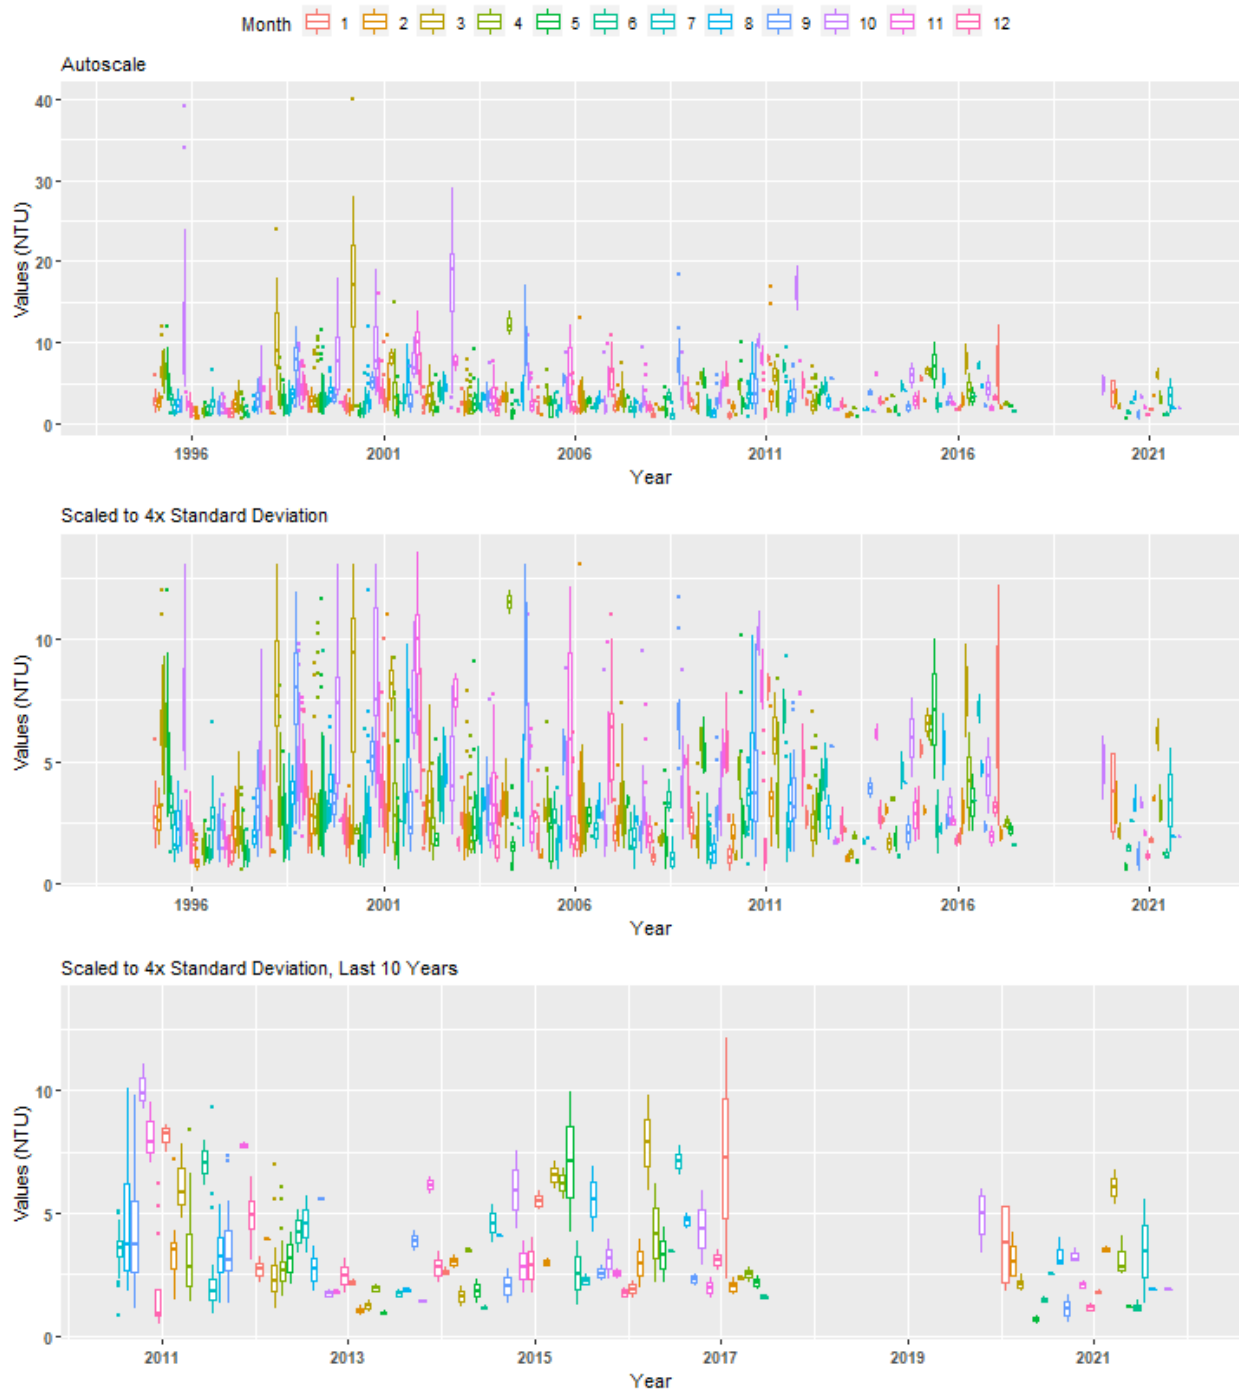 Month 1 2 3 4 5 6 7 8 9 10 11 12
Autoscale
Values (NTU)
40
30
20
10
0
1996 2001 2006 2011 2016 2021
Year
Scaled to 4x Standard Deviation
Values (NTU)
10
5
0
1996 2001 2006 2011 2016 2021
Year
Scaled to 4x Standard Deviation, Last 10 Years
Values (NTU)
10
5
0
2011 2013 2015 2017 2019 2021
Year